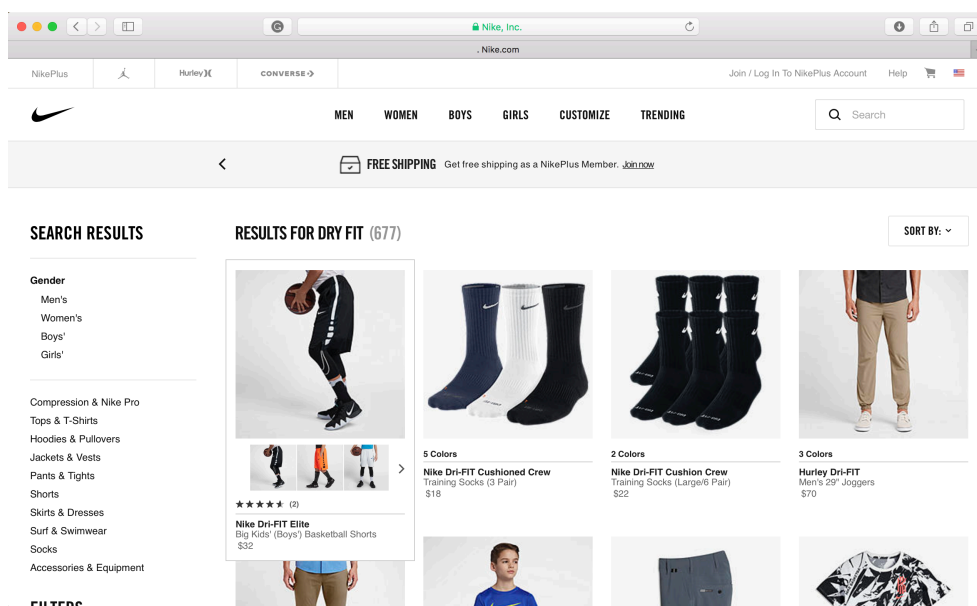 Nike, Inc.
. Nike.com
NikePlus
Hurley
CONVERSE
Join / Log In To NikePlus Account
Help
MEN
WOMEN
BOYS
GIRLS
CUSTOMIZE
TRENDING
Search
FREE SHIPPING Get free shipping as a NikePlus Member. Join now
SEARCH RESULTS
RESULTS FOR DRY FIT (677)
SORT BY:
Gender
Men's
Women's
Boys'
Girls'
Compression & Nike Pro
Tops & T-Shirts
Hoodies & Pullovers
Jackets & Vests
Pants & Tights
Shorts
Skirts & Dresses
Surf & Swimwear
Socks
Accessories & Equipment
FILTERS
(2)
Nike Dri-FIT Elite
Big Kids' (Boys') Basketball Shorts
$32
5 Colors
Nike Dri-FIT Cushioned Crew
Training Socks (3 Pair)
$18
2 Colors
Nike Dri-FIT Cushion Crew
Training Socks (Large/6 Pair)
$22
3 Colors
Hurley Dri-FIT
Men's 29" Joggers
$70